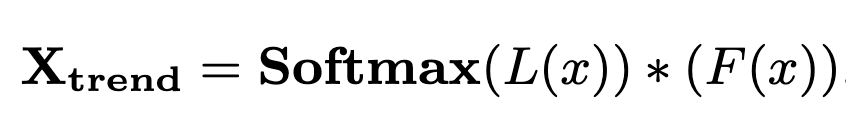 X_trend = Softmax(L(x)) * (F(x)).